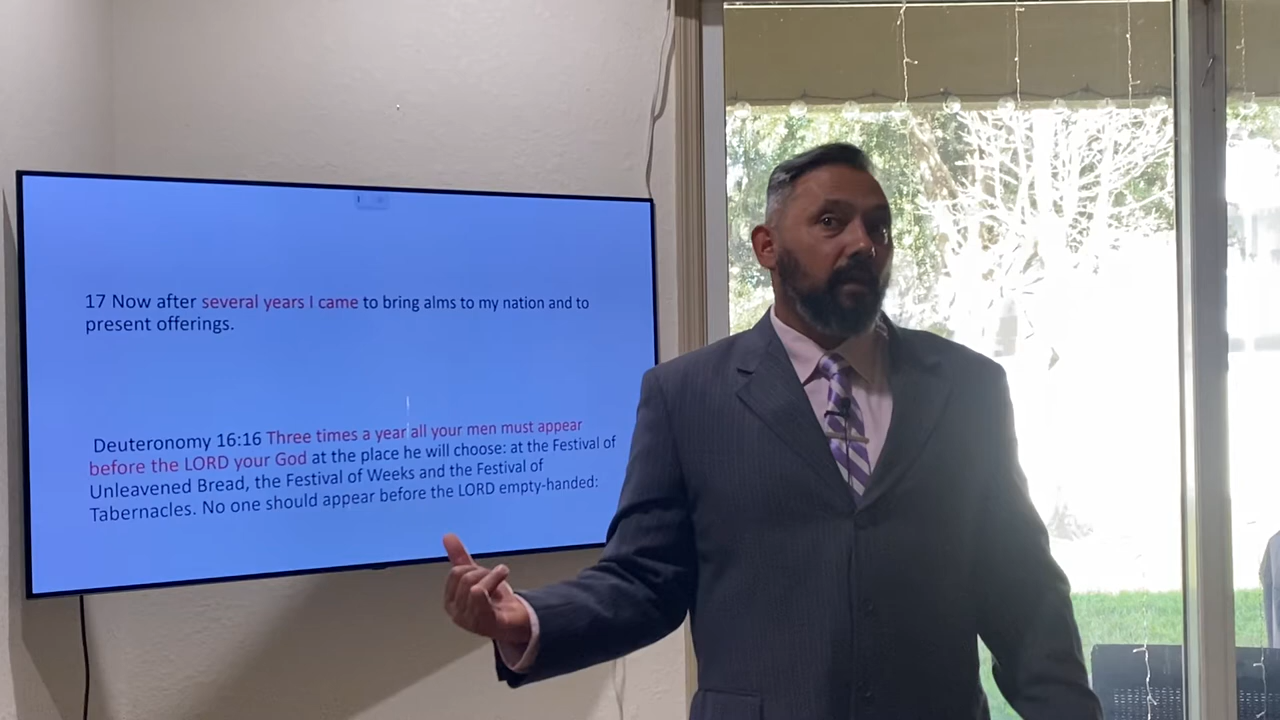 17 Now after several years I came to bring alms to my nation and to
present offerings.
Deuteronomy 16:16 Three times a year all your men must appear
before the LORD your God at the place he will choose: at the Festival of
Unleavened Bread, the Festival of Weeks and the Festival of
Tabernacles. No one should appear before the LORD empty-handed: